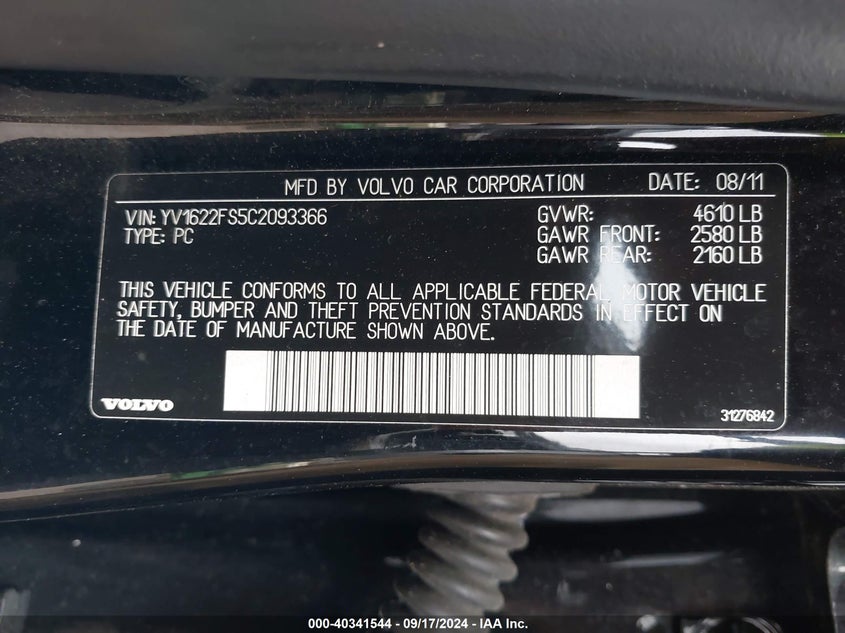 MFD BY VOLVO CAR CORPORATION DATE: 08/11
VIN: YV1622FS5C2093366 GVWR: 4610 LB
TYPE: PC GAWR FRONT: 2580 LB
GAWR REAR: 2160 LB
THIS VEHICLE CONFORMS TO ALL APPLICABLE FEDERAL MOTOR VEHICLE
SAFETY, BUMPER AND THEFT PREVENTION STANDARDS IN EFFECT ON
THE DATE OF MANUFACTURE SHOWN ABOVE.
VOLVO 31276842
000-40341544 - 09/17/2024 - IAA Inc.